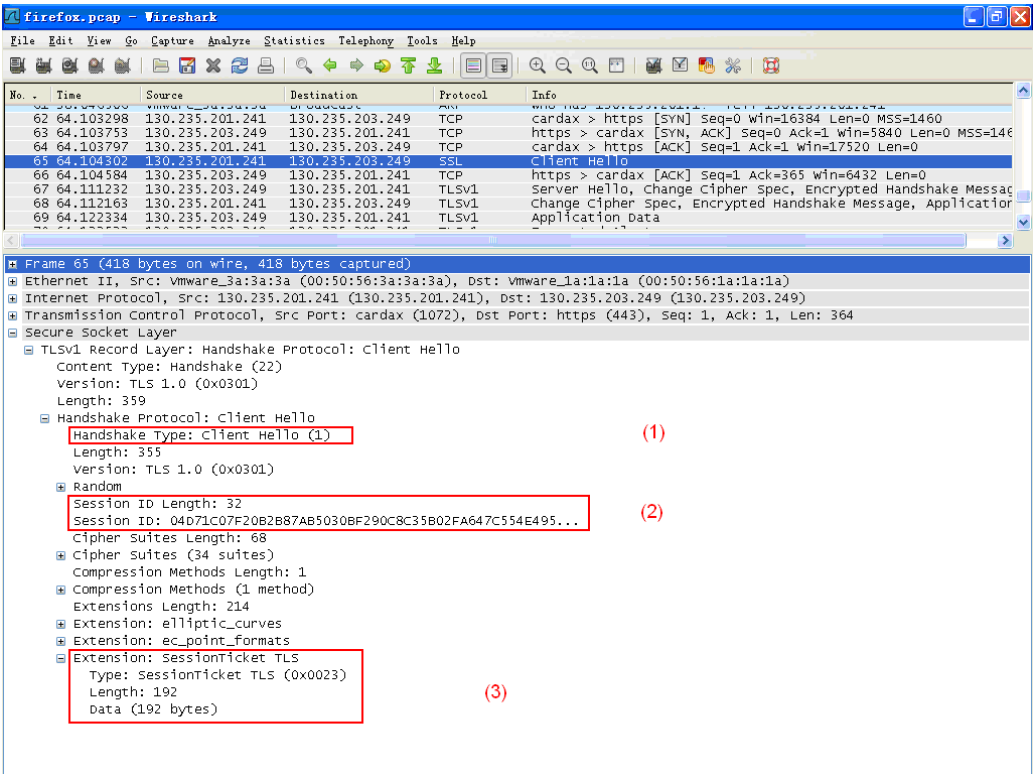 firefox.pcap - Wireshark
File Edit View Go Capture Analyze Statistics Telephony Tools Help
No. . Time Source Destination Protocol Info
62 64.103298 130.235.201.241 130.235.203.249 TCP cardax > https [SYN] Seq=0 Win=16384 Len=0 MSS=1460
63 64.103753 130.235.203.249 130.235.201.241 TCP https > cardax [SYN, ACK] Seq=0 Ack=1 Win=5840 Len=0 MSS=146
64 64.103797 130.235.201.241 130.235.203.249 TCP cardax > https [ACK] Seq=1 Ack=1 Win=17520 Len=0
65 64.104302 130.235.201.241 130.235.203.249 SSL Client Hello
66 64.104584 130.235.203.249 130.235.201.241 TCP https > cardax [ACK] Seq=1 Ack=365 Win=6432 Len=0
67 64.111232 130.235.203.249 130.235.201.241 TLSv1 Server Hello, Change Cipher Spec, Encrypted Handshake Messag
68 64.112163 130.235.201.241 130.235.203.249 TLSv1 Change Cipher Spec, Encrypted Handshake Message, Application
69 64.122334 130.235.203.249 130.235.201.241 TLSv1 Application Data
Frame 65 (418 bytes on wire, 418 bytes captured)
Ethernet II, Src: Vmware_3a:3a:3a (00:50:56:3a:3a:3a), Dst: Vmware_1a:1a:1a (00:50:56:1a:1a:1a)
Internet Protocol, Src: 130.235.201.241 (130.235.201.241), Dst: 130.235.203.249 (130.235.203.249)
Transmission Control Protocol, Src Port: cardax (1072), Dst Port: https (443), Seq: 1, Ack: 1, Len: 364
Secure Socket Layer
TLSv1 Record Layer: Handshake Protocol: Client Hello
Content Type: Handshake (22)
Version: TLS 1.0 (0x0301)
Length: 359
Handshake Protocol: Client Hello
Handshake Type: Client Hello (1) (1)
Length: 355
Version: TLS 1.0 (0x0301)
Random
Session ID Length: 32
Session ID: 04D71C07F20B2B87AB5030BF290C8C35B02FA647C554E495... (2)
Cipher Suites Length: 68
Cipher Suites (34 suites)
Compression Methods Length: 1
Compression Methods (1 method)
Extensions Length: 214
Extension: elliptic_curves
Extension: ec_point_formats
Extension: SessionTicket TLS
Type: SessionTicket TLS (0x0023)
Length: 192 (3)
Data (192 bytes)